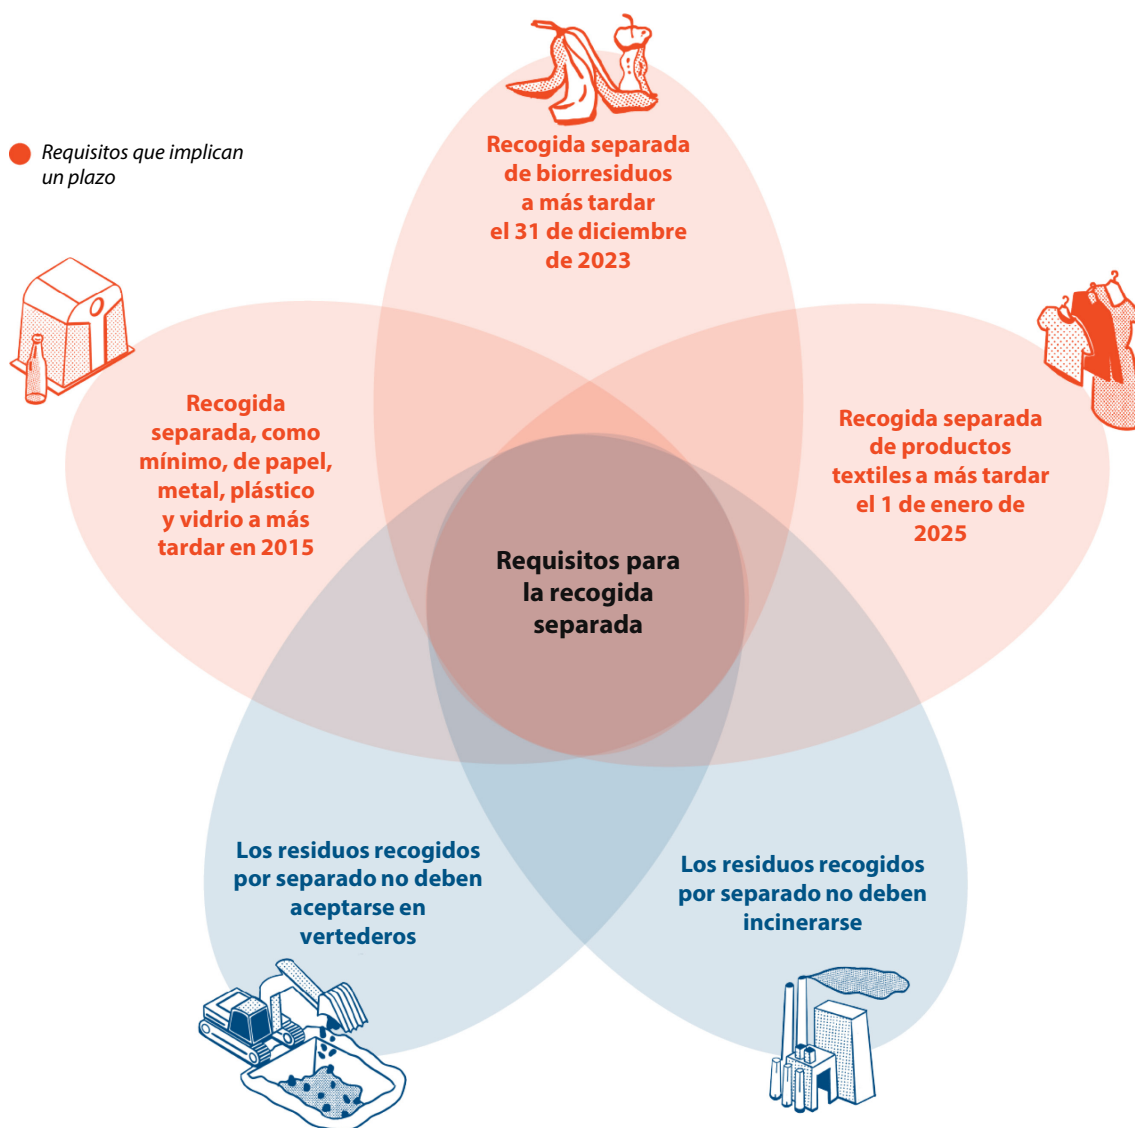 Requisitos que implican
un plazo
Recogida separada
de biorresiduos
a más tardar
el 31 de diciembre
de 2023
Recogida
separada, como
mínimo, de papel,
metal, plástico
y vidrio a más
tardar en 2015
Recogida separada
de productos
textiles a más tardar
el 1 de enero de
2025
Requisitos para
la recogida
separada
Los residuos recogidos
por separado no deben
aceptarse en
vertederos
Los residuos recogidos
por separado no deben
incinerarse